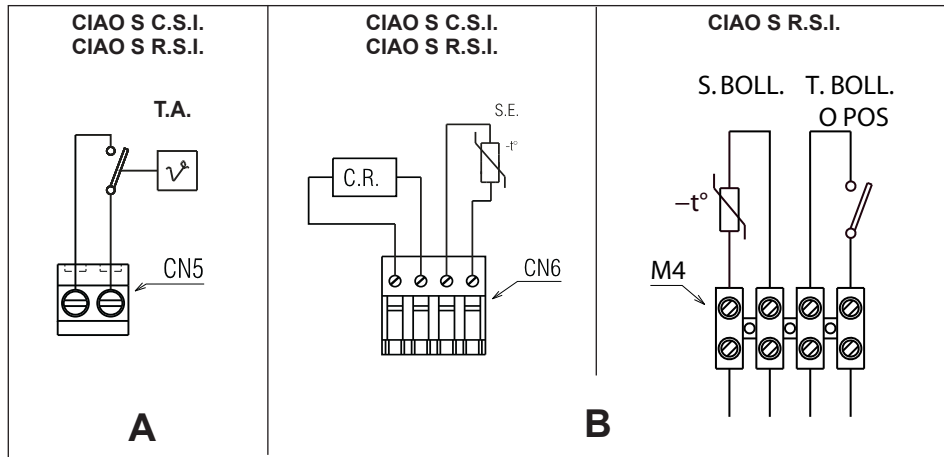 CIAO S C.S.I.
CIAO S R.S.I.
T.A.
CN5
A
CIAO S C.S.I.
CIAO S R.S.I.
S.E.
-t°
C.R.
CN6
CIAO S R.S.I.
S. BOLL. T. BOLL.
O POS
–t°
M4
B